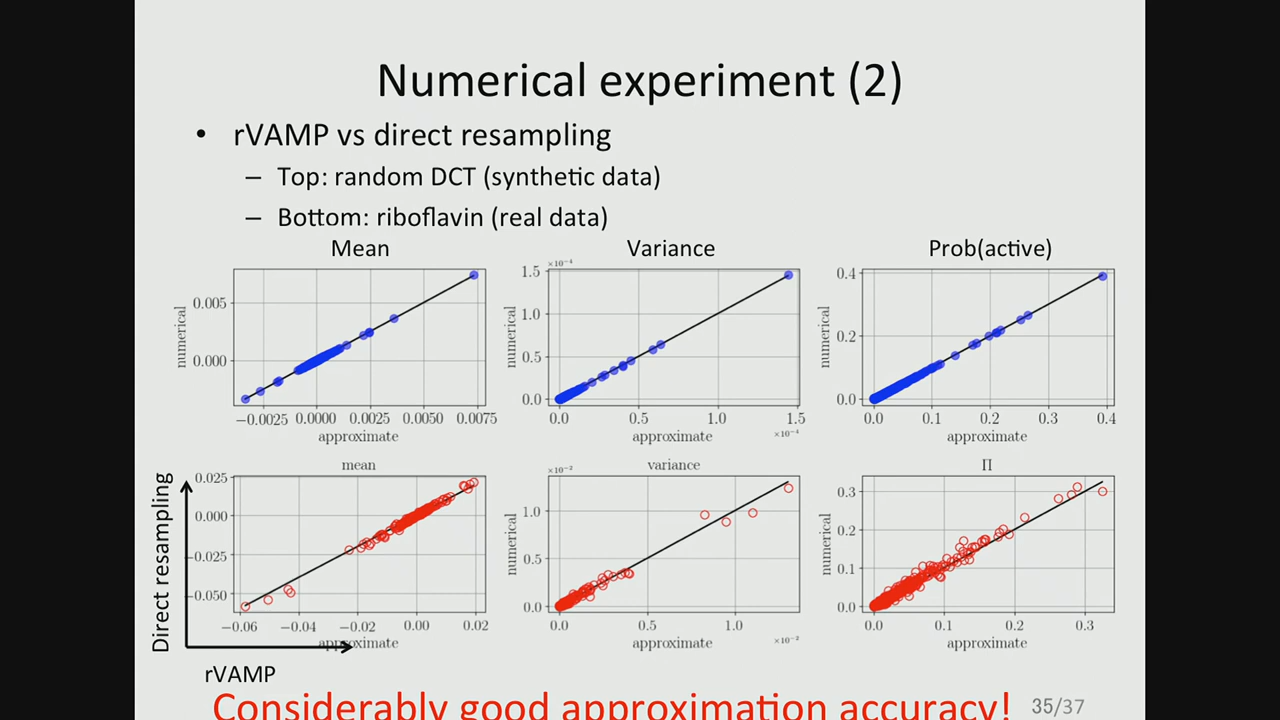 Numerical experiment (2)
• rVAMP vs direct resampling
– Top: random DCT (synthetic data)
– Bottom: riboflavin (real data)
Mean Variance Prob(active)
×10⁻⁴
numerical
0.005
0.000
−0.0025 0.0000 0.0025 0.0050 0.0075
approximate
numerical
1.5
1.0
0.5
0.0
0.0 0.5 1.0 1.5
approximate ×10⁻⁴
numerical
0.4
0.2
0.0
0.0 0.1 0.2 0.3 0.4
approximate
mean variance Π
Direct resampling
0.025
0.000
−0.025
−0.050
−0.06 −0.04 −0.02 0.00 0.02
approximate
×10⁻²
numerical
1.0
0.5
0.0
0.0 0.5 1.0
approximate ×10⁻²
numerical
0.3
0.2
0.1
0.0
0.0 0.1 0.2 0.3
approximate
rVAMP
Considerably good approximation accuracy!
35/37